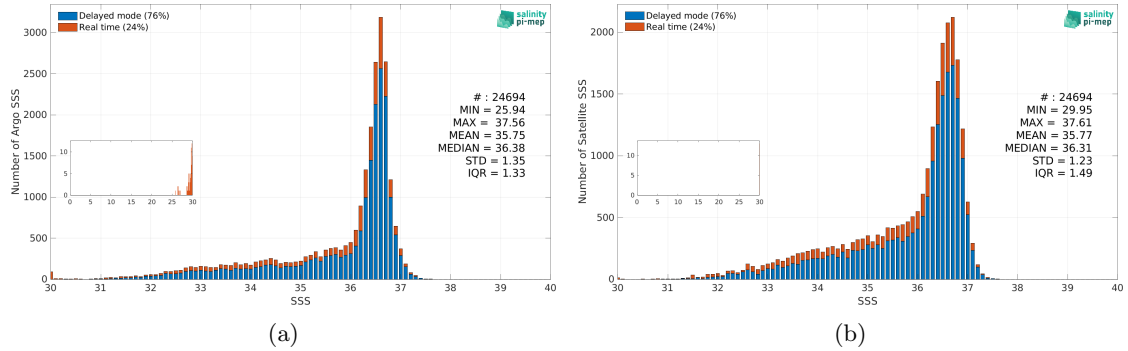 Delayed mode (76%)
Real time (24%)
salinity
pi-mep
Number of Argo SSS
3000
2500
2000
1500
1000
500
0
# : 24694
MIN = 25.94
MAX = 37.56
MEAN = 35.75
MEDIAN = 36.38
STD = 1.35
IQR = 1.33
10
5
0
0 5 10 15 20 25 30
30 31 32 33 34 35 36 37 38 39 40
SSS
(a)
Delayed mode (76%)
Real time (24%)
salinity
pi-mep
Number of Satellite SSS
2000
1500
1000
500
0
# : 24694
MIN = 29.95
MAX = 37.61
MEAN = 35.77
MEDIAN = 36.31
STD = 1.23
IQR = 1.49
10
5
0
0 5 10 15 20 25 30
30 31 32 33 34 35 36 37 38 39 40
SSS
(b)